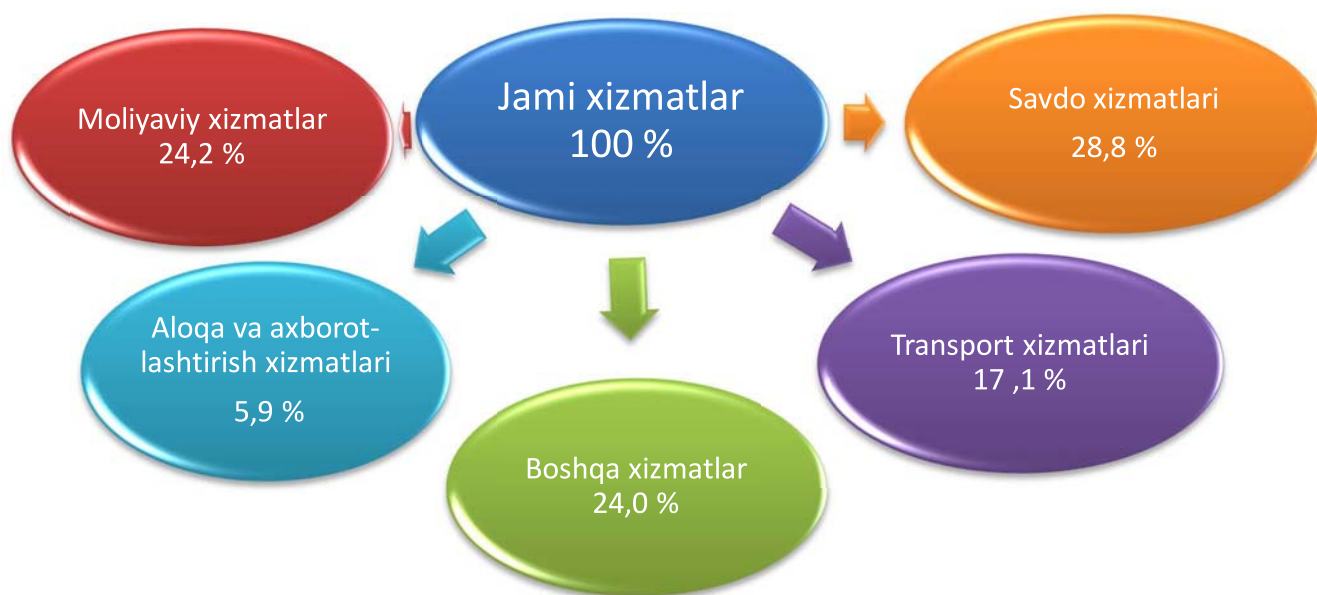 Jami xizmatlar
100 %
Moliyaviy xizmatlar
24,2 %
Savdo xizmatlari
28,8 %
Aloqa va axborot-
lashtirish xizmatlari
5,9 %
Transport xizmatlari
17 ,1 %
Boshqa xizmatlar
24,0 %